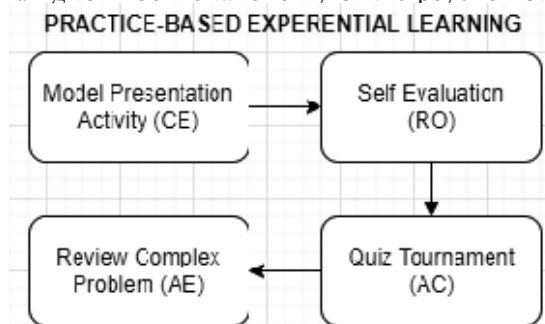 PRACTICE-BASED EXPERENTIAL LEARNING
Model Presentation
Activity (CE)
Self Evaluation
(RO)
Review Complex
Problem (AE)
Quiz Tournament
(AC)